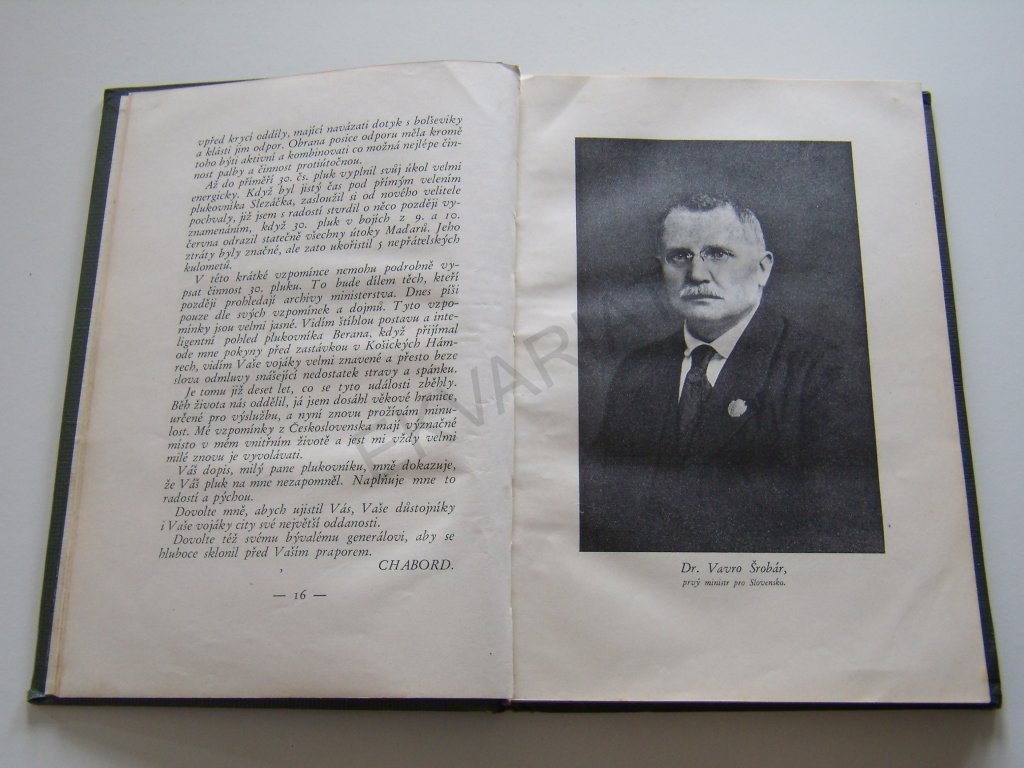 vpřed krycí oddíly, mající navázati dotyk s bolševiky
a klásti jim odpor. Obrana posice odporu měla kromě
toho býti aktivní a kombinovati co možná nejlépe čin-
nost palby a činnost protiútočnou.
Až do příměří 30. čs. pluk vyplnil svůj úkol velmi
energicky. Když byl jistý čas pod přímým velením
plukovníka Slezáčka, zasloužil si od nového velitele
pochvaly, již jsem s radostí stvrdil o něco později vy-
znamenáním, když 30. pluk v bojích z 9. a 10.
června odrazil statečně všechny útoky Maďarů. Jeho
ztráty byly značné, ale zato ukořistil 5 nepřátelských
kulometů.
V této krátké vzpomínce nemohu podrobně vy-
psat činnost 30. pluku. To bude dílem těch, kteří
později prohledají archivy ministerstva. Dnes píši
pouze dle svých vzpomínek a dojmů. Tyto vzpo-
mínky jsou velmi jasné. Vidím štíhlou postavu a inte-
ligentní pohled plukovníka Berana, když přijímal
ode mne pokyny před zastávkou v Košických Hám-
rech, vidím Vaše vojáky velmi znavené a přesto beze
slova odmluvy snášející nedostatek stravy a spánku.
Je tomu již deset let, co se tyto události zběhly.
Běh života nás oddělil, já jsem dosáhl věkové hranice,
určené pro výslužbu, a nyní znovu prožívám minu-
lost. Mé vzpomínky z Československa mají význačné
místo v mém vnitřním životě a jest mi vždy velmi
milé znovu je vyvolávati.
Váš dopis, milý pane plukovníku, mně dokazuje,
že Váš pluk na mne nezapomněl. Naplňuje mne to
radostí a pýchou.
Dovolte mně, abych ujistil Vás, Vaše důstojníky
i Vaše vojáky city své největší oddanosti.
Dovolte též svému bývalému generálovi, aby se
hluboce sklonil před Vaším praporem.
CHABORD.
— 16 —
Dr. Vavro Šrobár,
prvý ministr pro Slovensko.